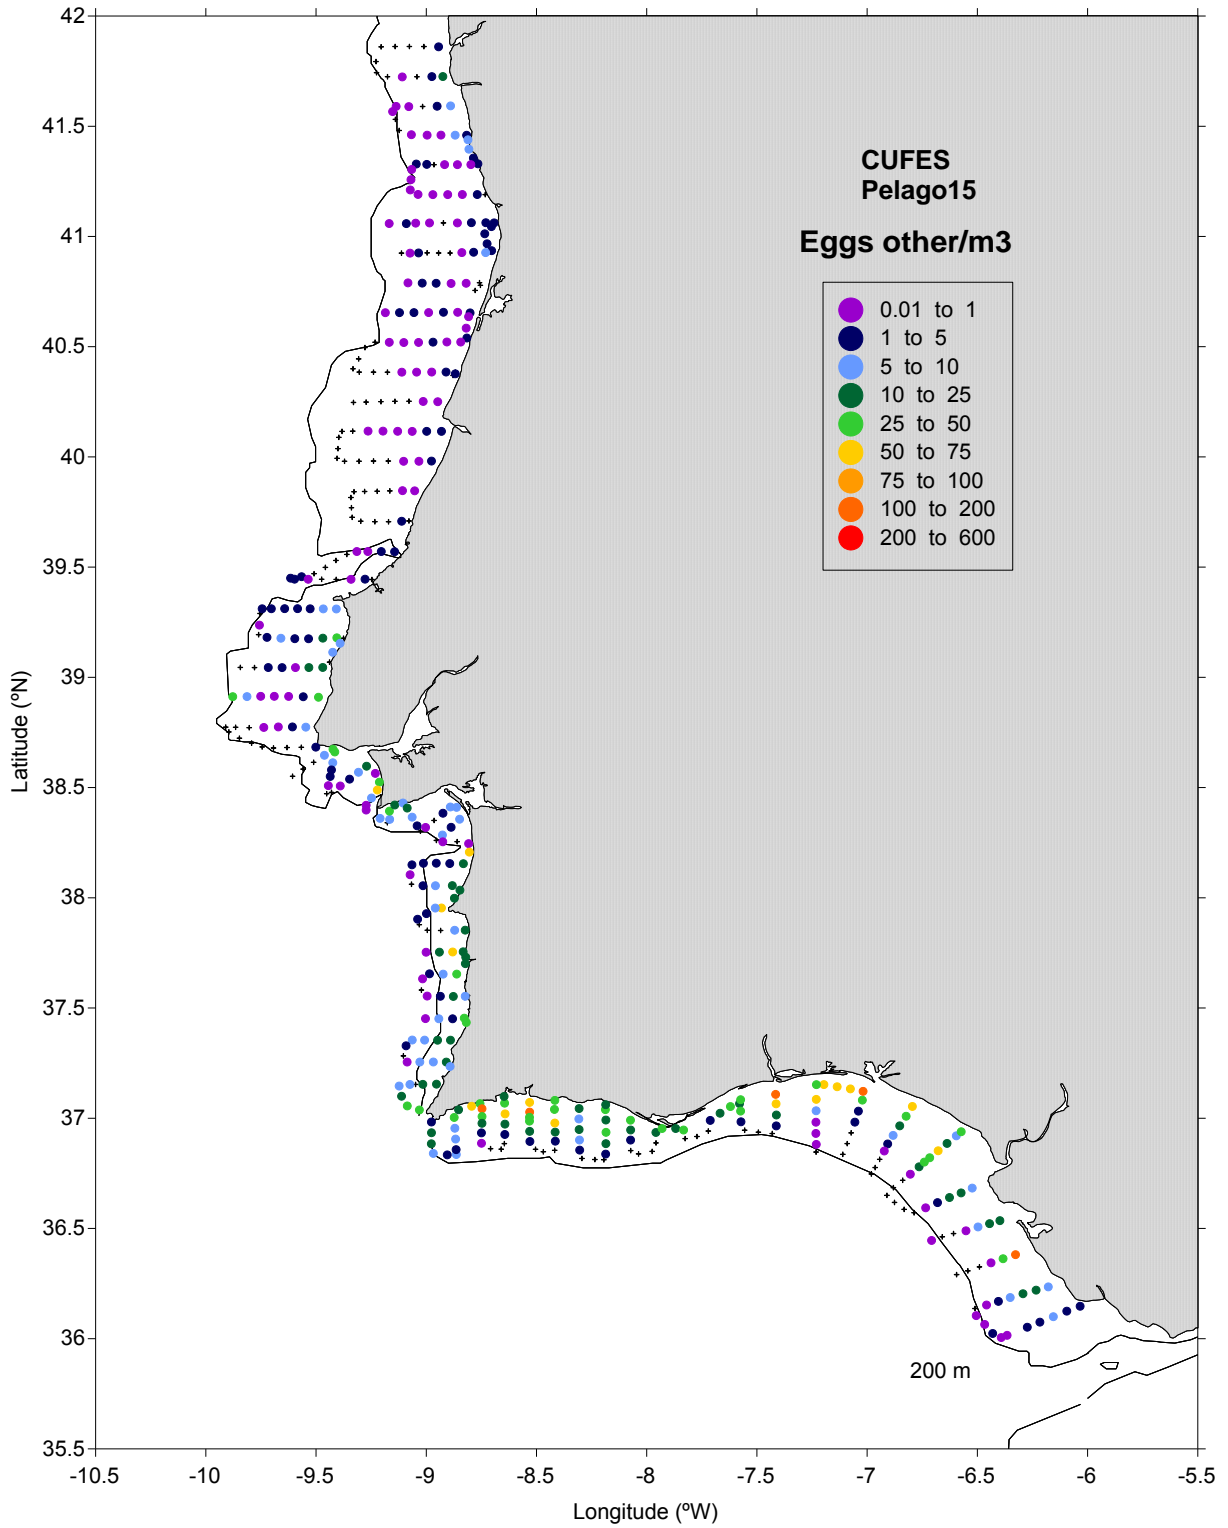 42
41.5
41
40.5
40
39.5
39
38.5
38
37.5
37
36.5
36
35.5
Latitude (ºN)
CUFES
Pelago15
Eggs other/m3
0.01 to 1
1 to 5
5 to 10
10 to 25
25 to 50
50 to 75
75 to 100
100 to 200
200 to 600
200 m
-10.5 -10 -9.5 -9 -8.5 -8 -7.5 -7 -6.5 -6 -5.5
Longitude (ºW)